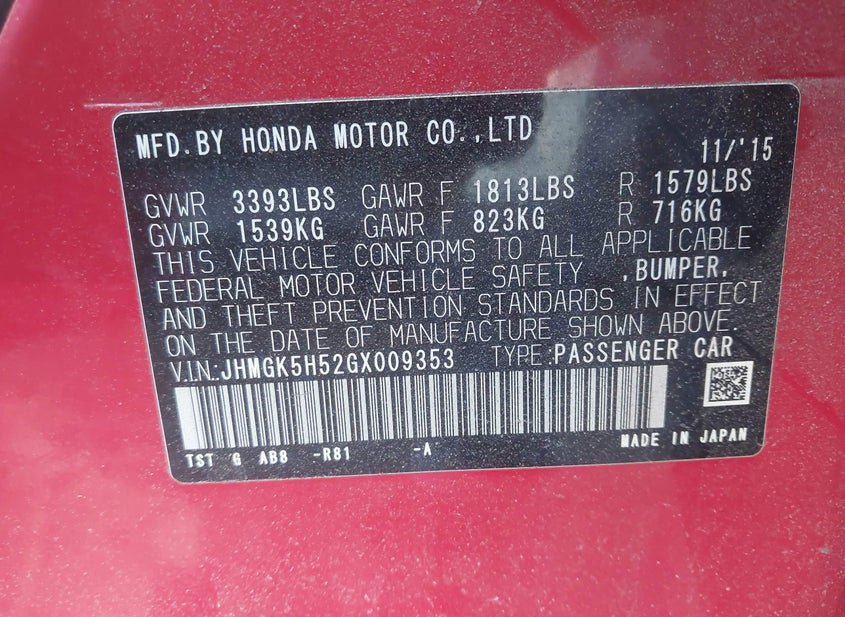 MFD.BY HONDA MOTOR CO.,LTD 11/'15
GVWR 3393LBS GAWR F 1813LBS R 1579LBS
GVWR 1539KG GAWR F 823KG R 716KG
THIS VEHICLE CONFORMS TO ALL APPLICABLE
FEDERAL MOTOR VEHICLE SAFETY ,BUMPER,
AND THEFT PREVENTION STANDARDS IN EFFECT
ON THE DATE OF MANUFACTURE SHOWN ABOVE.
V.I.N.JHMGK5H52GX009353 TYPE:PASSENGER CAR
TST G AB8 -R81 -A MADE IN JAPAN